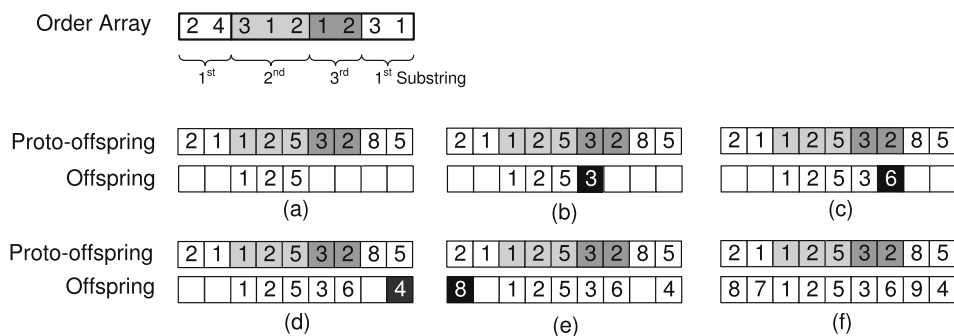 Order Array 2 4 3 1 2 1 2 3 1
1st 2nd 3rd 1st Substring
Proto-offspring 2 1 1 2 5 3 2 8 5 2 1 1 2 5 3 2 8 5 2 1 1 2 5 3 2 8 5
Offspring 1 2 5 1 2 5 3 1 2 5 3 6
(a) (b) (c)
Proto-offspring 2 1 1 2 5 3 2 8 5 2 1 1 2 5 3 2 8 5 2 1 1 2 5 3 2 8 5
Offspring 1 2 5 3 6 4 8 1 2 5 3 6 4 8 7 1 2 5 3 6 9 4
(d) (e) (f)